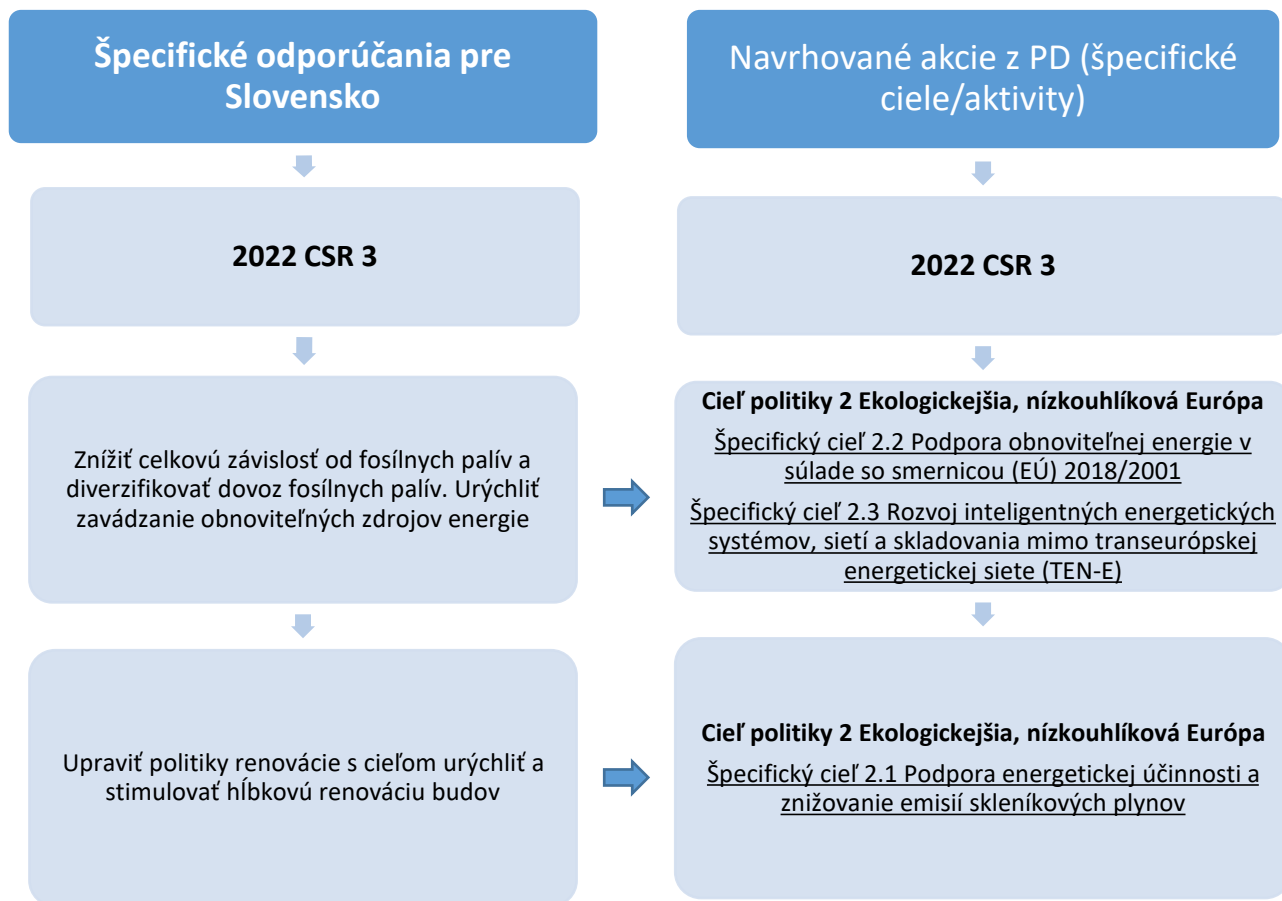 Špecifické odporúčania pre
Slovensko
Navrhované akcie z PD (špecifické
ciele/aktivity)
2022 CSR 3
2022 CSR 3
Znížiť celkovú závislosť od fosílnych palív a
diverzifikovať dovoz fosílnych palív. Urýchliť
zavádzanie obnoviteľných zdrojov energie
Cieľ politiky 2 Ekologickejšia, nízkouhlíková Európa
Špecifický cieľ 2.2 Podpora obnoviteľnej energie v
súlade so smernicou (EÚ) 2018/2001
Špecifický cieľ 2.3 Rozvoj inteligentných energetických
systémov, sietí a skladovania mimo transeurópskej
energetickej siete (TEN-E)
Upraviť politiky renovácie s cieľom urýchliť a
stimulovať hĺbkovú renováciu budov
Cieľ politiky 2 Ekologickejšia, nízkouhlíková Európa
Špecifický cieľ 2.1 Podpora energetickej účinnosti a
znižovanie emisií skleníkových plynov